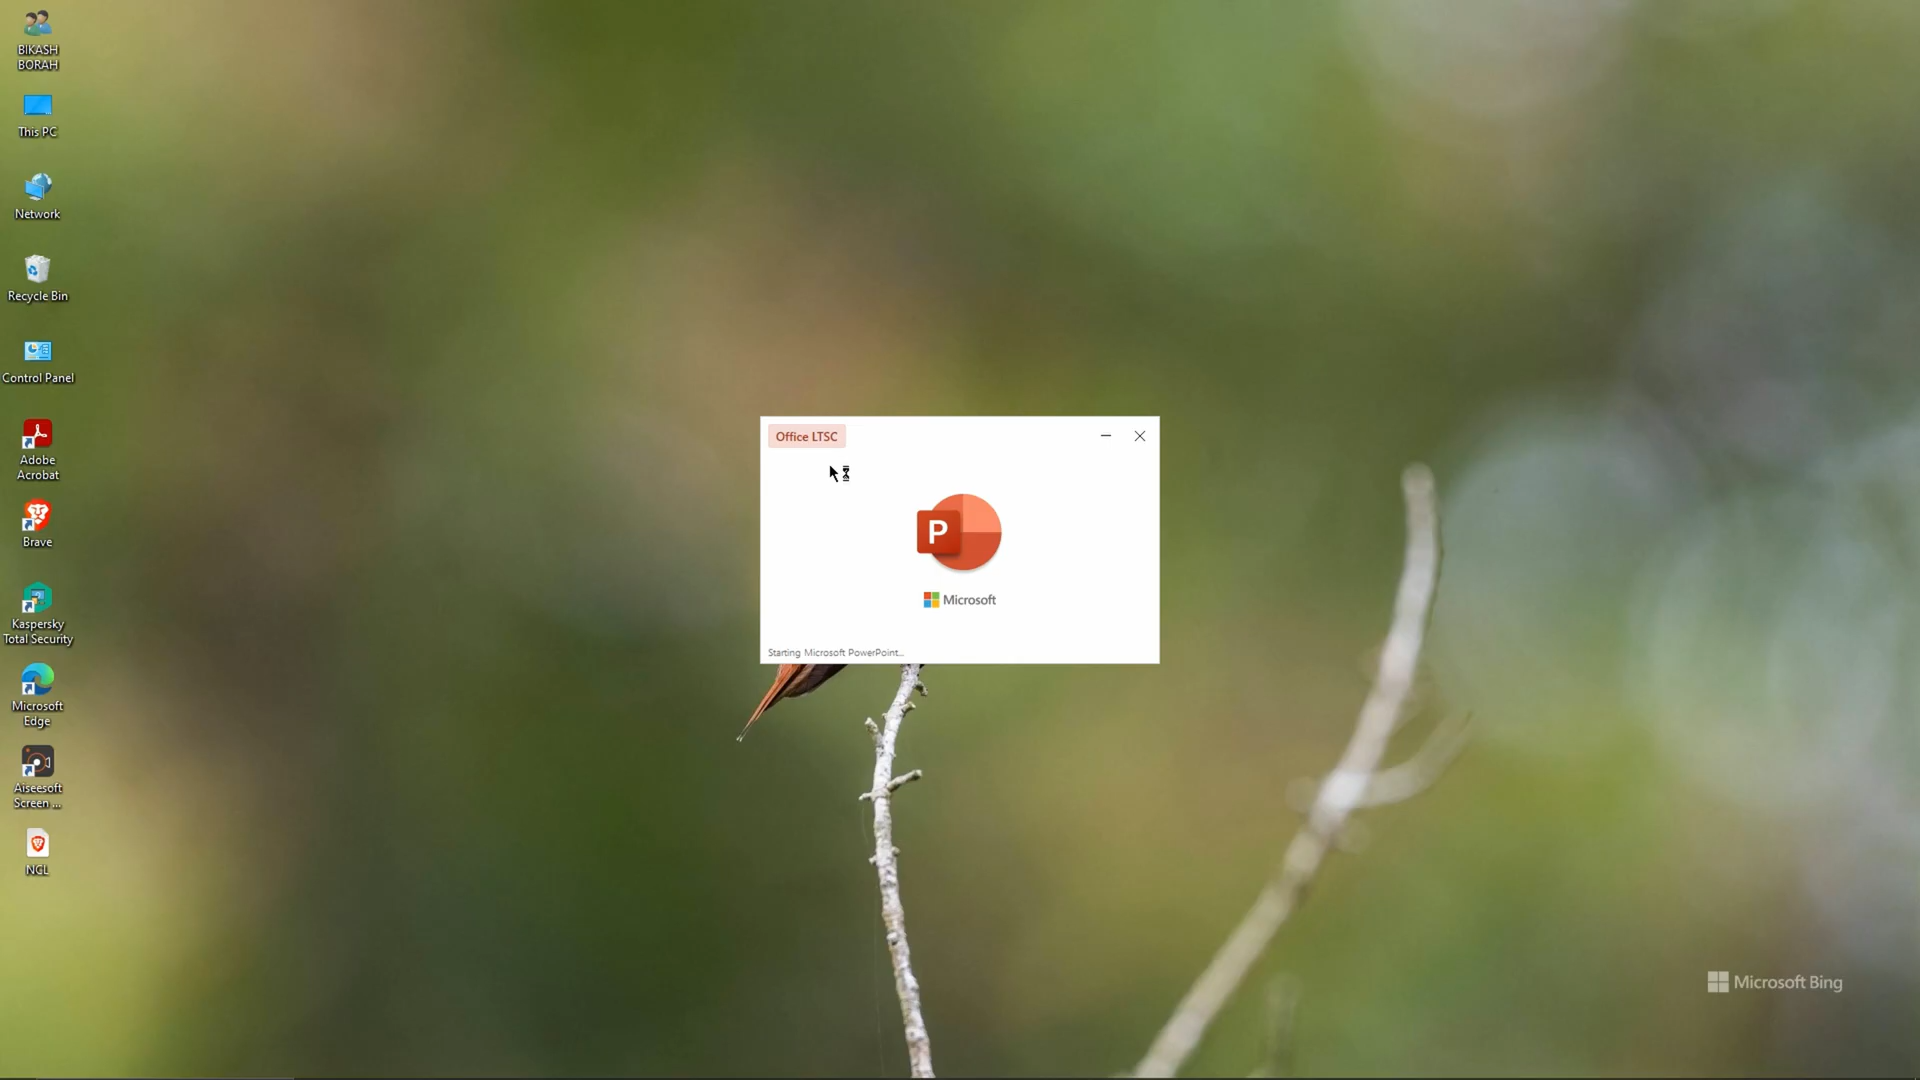 BIKASH
BORAH
This PC
Network
Recycle Bin
Control Panel
Adobe
Acrobat
Brave
Kaspersky
Total Security
Microsoft
Edge
Aiseesoft
Screen ...
NCL
Office LTSC
P
Microsoft
Starting Microsoft PowerPoint...
Microsoft Bing